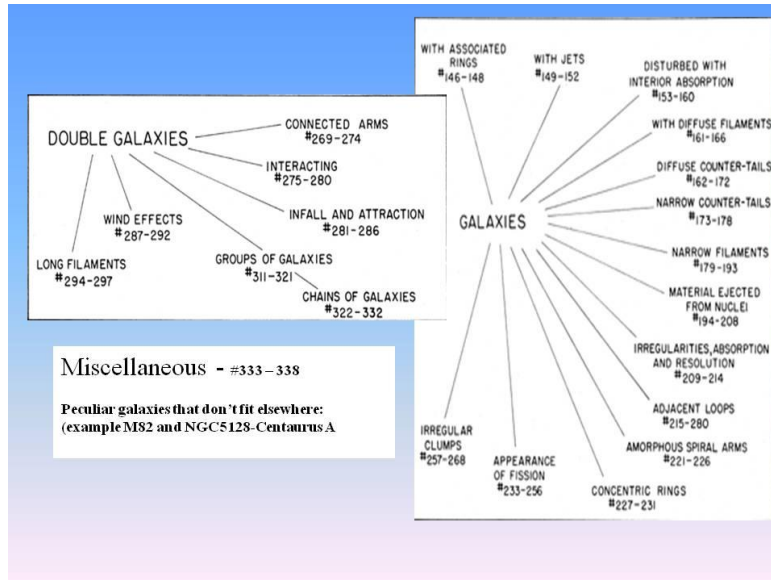 DOUBLE GALAXIES
CONNECTED ARMS
#269-274
INTERACTING
#275-280
INFALL AND ATTRACTION
#281-286
WIND EFFECTS
#287-292
LONG FILAMENTS
#294-297
GROUPS OF GALAXIES
#311-321
CHAINS OF GALAXIES
#322-332
Miscellaneous - #333 – 338
Peculiar galaxies that don't fit elsewhere:
(example M82 and NGC5128-Centaurus A
GALAXIES
WITH ASSOCIATED
RINGS
#146-148
WITH JETS
#149-152
DISTURBED WITH
INTERIOR ABSORPTION
#153-160
WITH DIFFUSE FILAMENTS
#161-166
DIFFUSE COUNTER-TAILS
#162-172
NARROW COUNTER-TAILS
#173-178
NARROW FILAMENTS
#179-193
MATERIAL EJECTED
FROM NUCLEI
#194-208
IRREGULARITIES, ABSORPTION
AND RESOLUTION
#209-214
ADJACENT LOOPS
#215-280
AMORPHOUS SPIRAL ARMS
#221-226
CONCENTRIC RINGS
#227-231
APPEARANCE
OF FISSION
#233-256
IRREGULAR
CLUMPS
#257-268